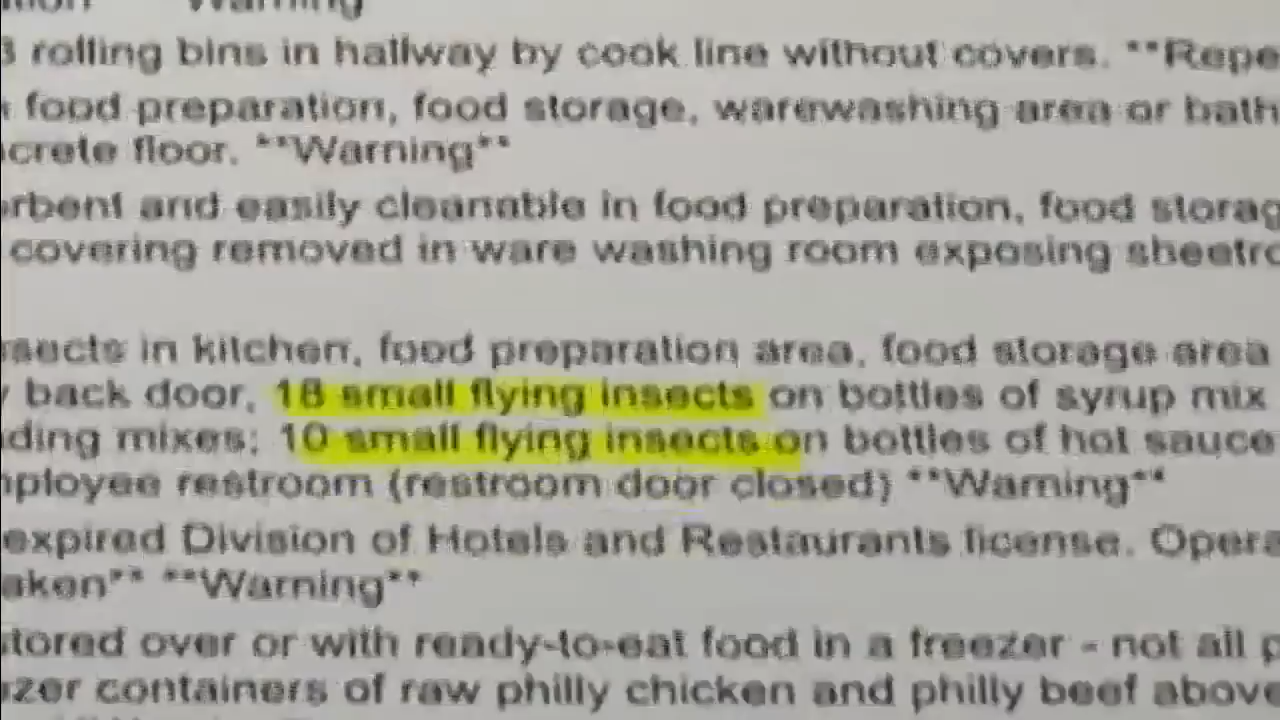 Warning
3 rolling bins in hallway by cook line without covers. **Repe
food preparation, food storage, warewashing area or bath
crete floor. **Warning**
rbent and easily cleanable in food preparation, food storag
covering removed in ware washing room exposing sheetro
sects in kitchen, food preparation area, food storage area
back door, 18 small flying insects on bottles of syrup mix
ding mixes; 10 small flying insects on bottles of hot sauce
ployee restroom (restroom door closed) **Warning**
expired Division of Hotels and Restaurants license. Opera
aken** **Warning**
stored over or with ready-to-eat food in a freezer - not all p
zer containers of raw philly chicken and philly beef above